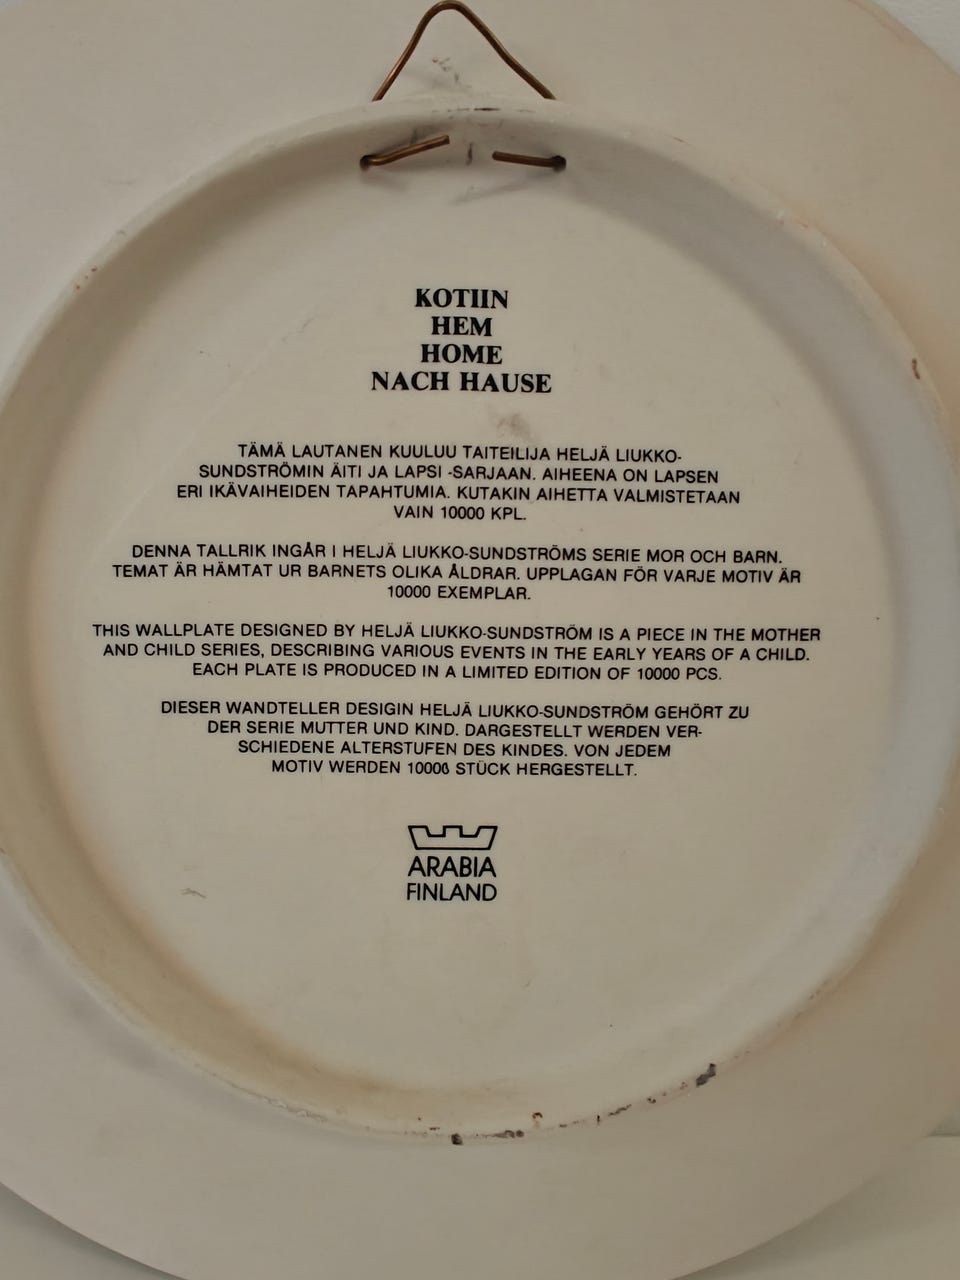 KOTIIN
HEM
HOME
NACH HAUSE
TÄMÄ LAUTANEN KUULUU TAITEILIJA HELJÄ LIUKKO-
SUNDSTRÖMIN ÄITI JA LAPSI -SARJAAN. AIHEENA ON LAPSEN
ERI IKÄVAIHEIDEN TAPAHTUMIA. KUTAKIN AIHETTA VALMISTETAAN
VAIN 10000 KPL.
DENNA TALLRIK INGÅR I HELJÄ LIUKKO-SUNDSTRÖMS SERIE MOR OCH BARN.
TEMAT ÄR HÄMTAT UR BARNETS OLIKA ÅLDRAR. UPPLAGAN FÖR VARJE MOTIV ÄR
10000 EXEMPLAR.
THIS WALLPLATE DESIGNED BY HELJÄ LIUKKO-SUNDSTRÖM IS A PIECE IN THE MOTHER
AND CHILD SERIES, DESCRIBING VARIOUS EVENTS IN THE EARLY YEARS OF A CHILD.
EACH PLATE IS PRODUCED IN A LIMITED EDITION OF 10000 PCS.
DIESER WANDTELLER DESIGIN HELJÄ LIUKKO-SUNDSTRÖM GEHÖRT ZU
DER SERIE MUTTER UND KIND. DARGESTELLT WERDEN VER-
SCHIEDENE ALTERSTUFEN DES KINDES. VON JEDEM
MOTIV WERDEN 10000 STÜCK HERGESTELLT.
ARABIA
FINLAND